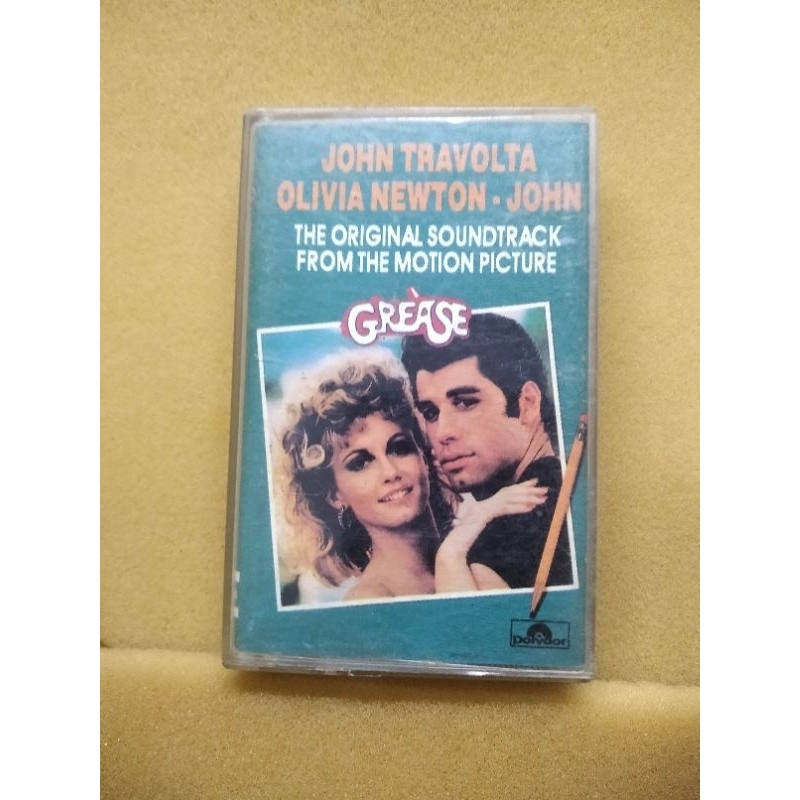 JOHN TRAVOLTA
OLIVIA NEWTON - JOHN
THE ORIGINAL SOUNDTRACK
FROM THE MOTION PICTURE
GREASE
Polydor